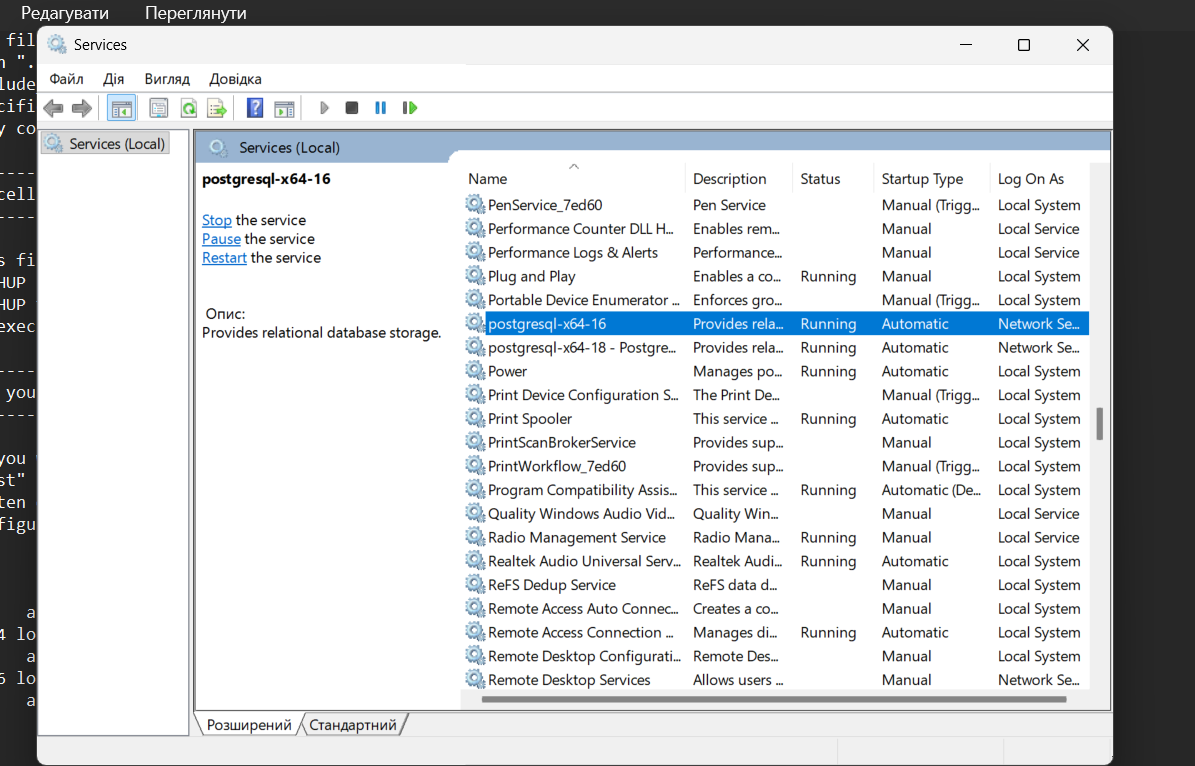 Редагувати Переглянути
Services
Файл Дія Вигляд Довідка
Services (Local)
Services (Local)
postgresql-x64-16
Stop the service
Pause the service
Restart the service
Опис:
Provides relational database storage.
Name Description Status Startup Type Log On As
PenService_7ed60 Pen Service Manual (Trigg... Local System
Performance Counter DLL H... Enables rem... Manual Local Service
Performance Logs & Alerts Performance... Manual Local Service
Plug and Play Enables a co... Running Manual Local System
Portable Device Enumerator ... Enforces gro... Manual (Trigg... Local System
postgresql-x64-16 Provides rela... Running Automatic Network Se...
postgresql-x64-18 - Postgre... Provides rela... Running Automatic Network Se...
Power Manages po... Running Automatic Local System
Print Device Configuration S... The Print De... Manual (Trigg... Local System
Print Spooler This service ... Running Automatic Local System
PrintScanBrokerService Provides sup... Manual Local System
PrintWorkflow_7ed60 Provides sup... Manual (Trigg... Local System
Program Compatibility Assis... This service ... Running Automatic (De... Local System
Quality Windows Audio Vid... Quality Win... Manual Local Service
Radio Management Service Radio Mana... Running Manual Local Service
Realtek Audio Universal Serv... Realtek Audi... Running Automatic Local System
ReFS Dedup Service ReFS data d... Manual Local System
Remote Access Auto Connec... Creates a co... Manual Local System
Remote Access Connection ... Manages di... Running Automatic Local System
Remote Desktop Configurati... Remote Des... Manual Local System
Remote Desktop Services Allows users ... Manual Network Se...
Розширений Стандартний